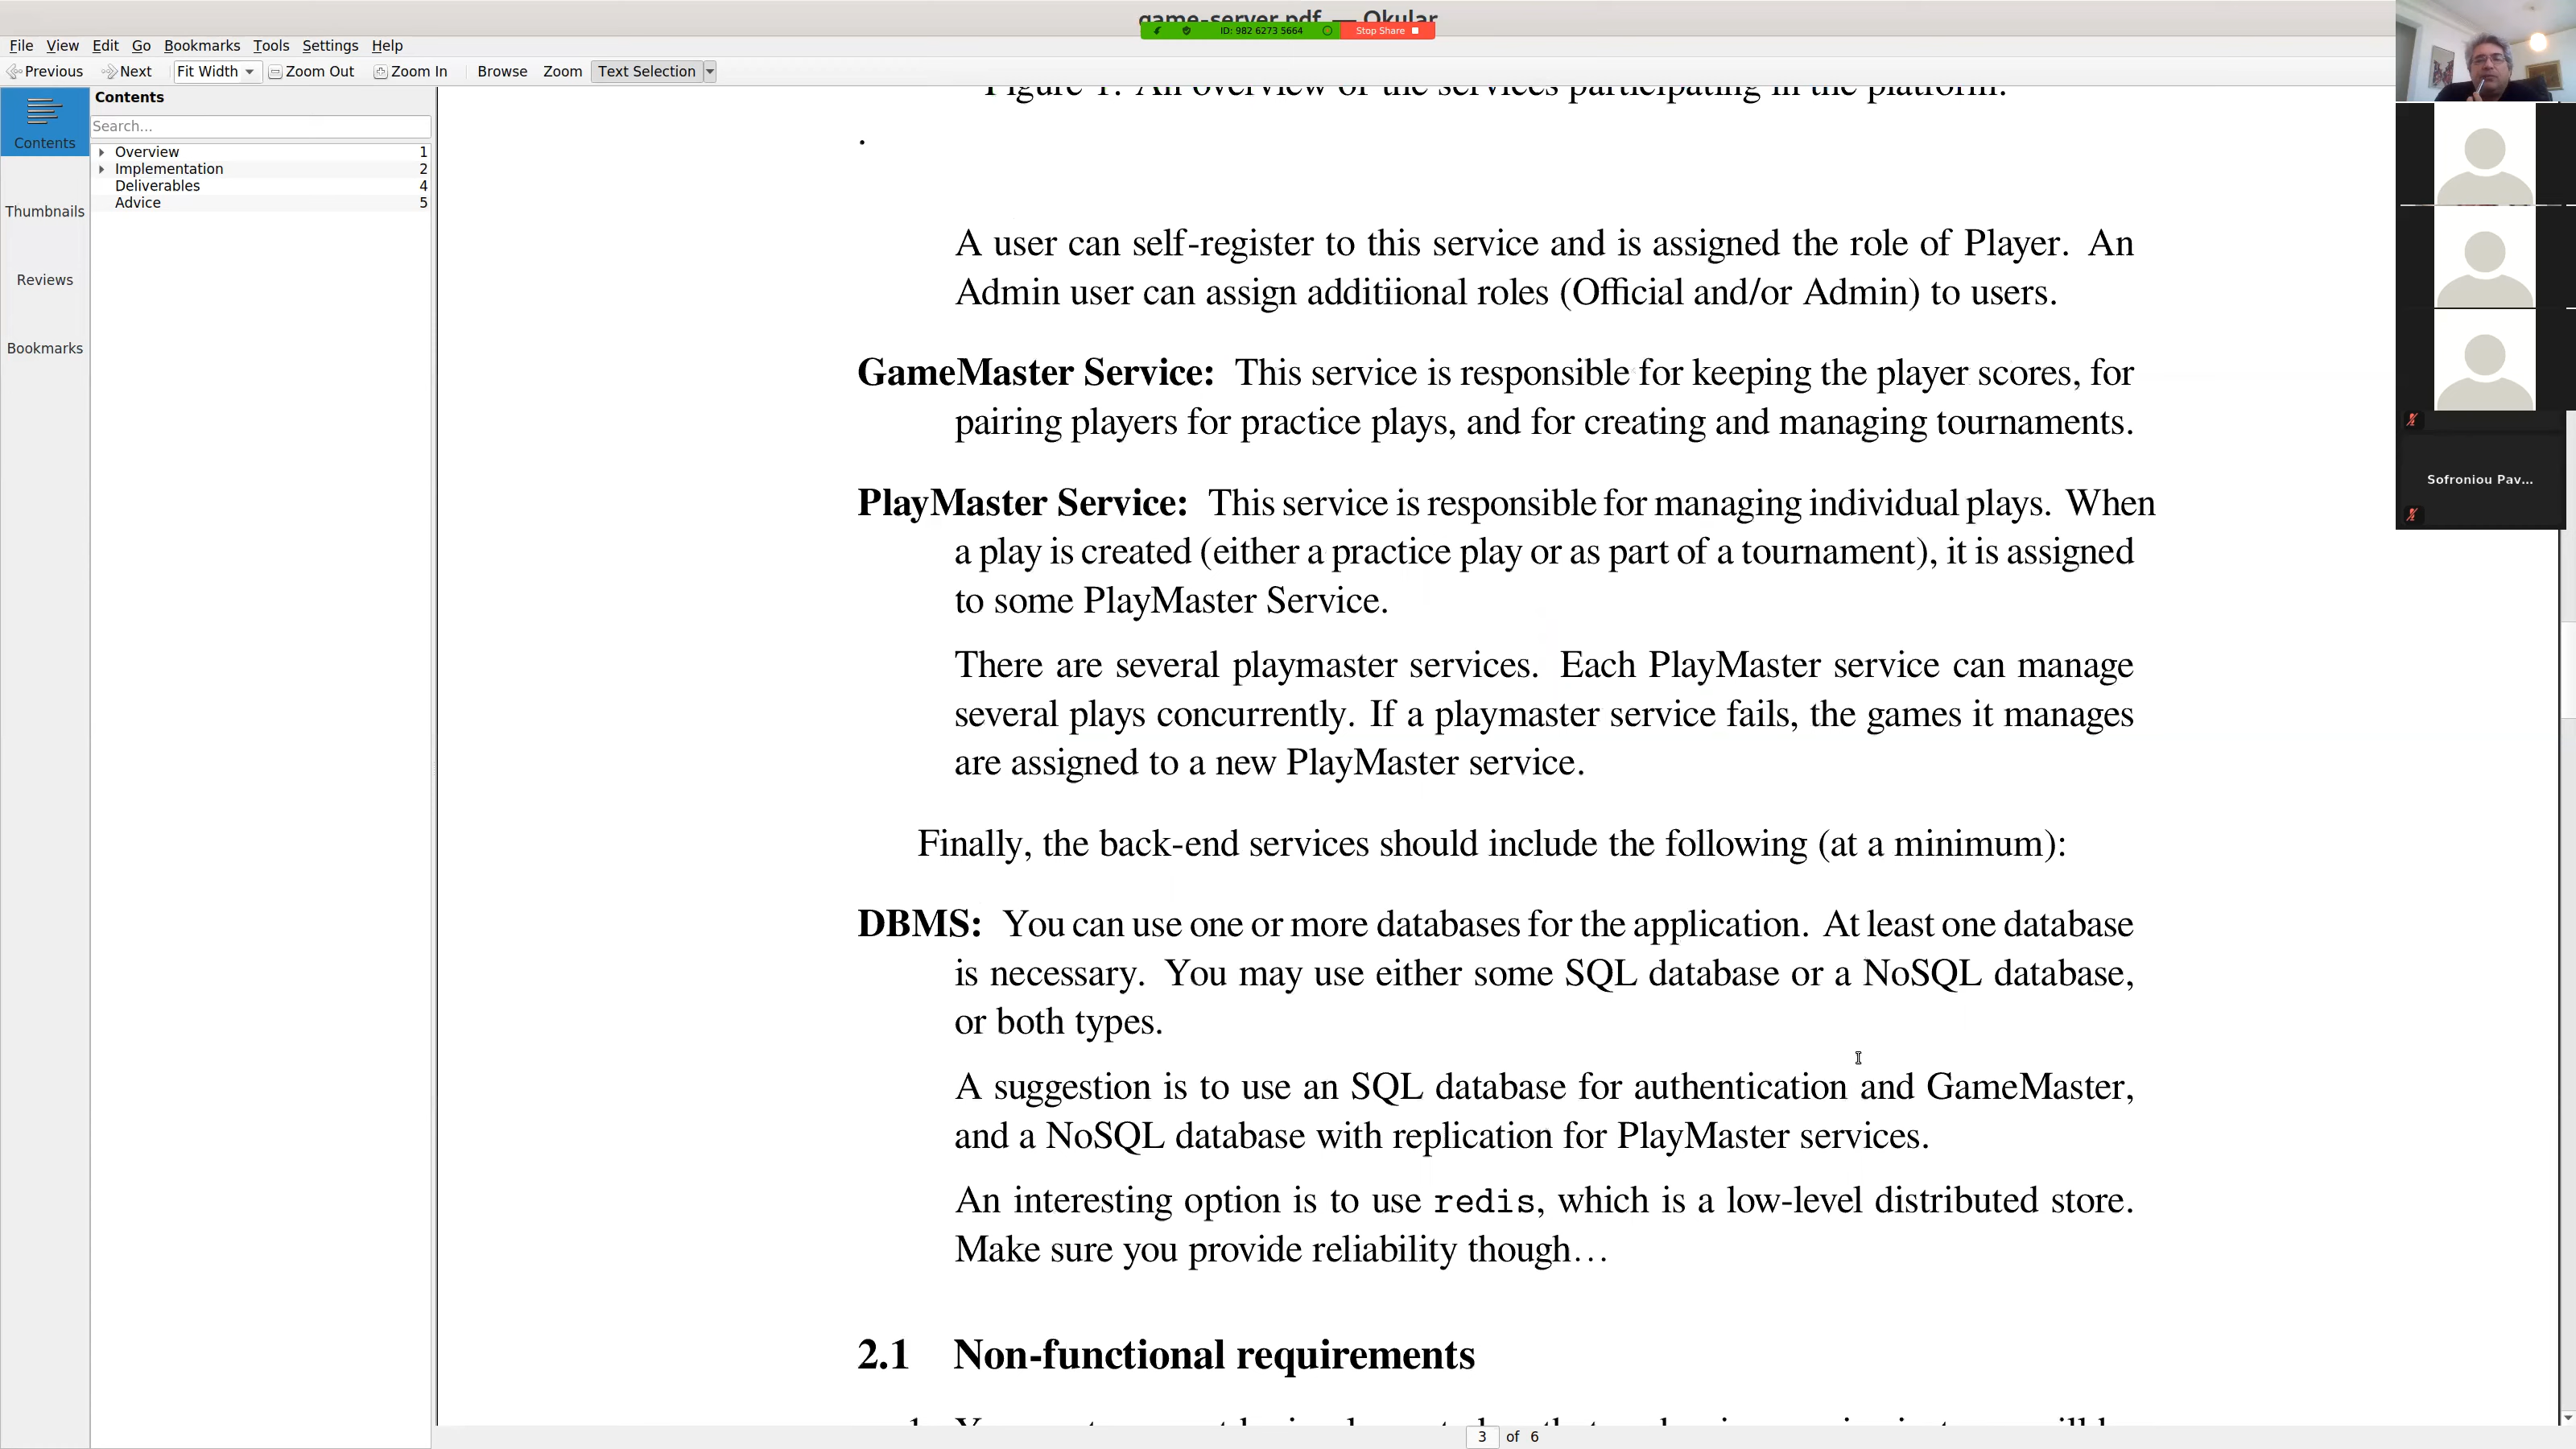 game-server.pdf — Okular
ID: 982 6273 5664 Stop Share
File View Edit Go Bookmarks Tools Settings Help
Previous Next Fit Width Zoom Out Zoom In Browse Zoom Text Selection
Contents
Search...
Contents
Overview 1
Implementation 2
Deliverables 4
Advice 5
Thumbnails
Reviews
Bookmarks
Figure 1: An overview of the services participating in the platform.
.
A user can self-register to this service and is assigned the role of Player. An
Admin user can assign additiional roles (Official and/or Admin) to users.
GameMaster Service: This service is responsible for keeping the player scores, for
pairing players for practice plays, and for creating and managing tournaments.
PlayMaster Service: This service is responsible for managing individual plays. When
a play is created (either a practice play or as part of a tournament), it is assigned
to some PlayMaster Service.
There are several playmaster services. Each PlayMaster service can manage
several plays concurrently. If a playmaster service fails, the games it manages
are assigned to a new PlayMaster service.
Finally, the back-end services should include the following (at a minimum):
DBMS: You can use one or more databases for the application. At least one database
is necessary. You may use either some SQL database or a NoSQL database,
or both types.
A suggestion is to use an SQL database for authentication and GameMaster,
and a NoSQL database with replication for PlayMaster services.
An interesting option is to use redis, which is a low-level distributed store.
Make sure you provide reliability though…
2.1 Non-functional requirements
3 of 6
Sofroniou Pav...